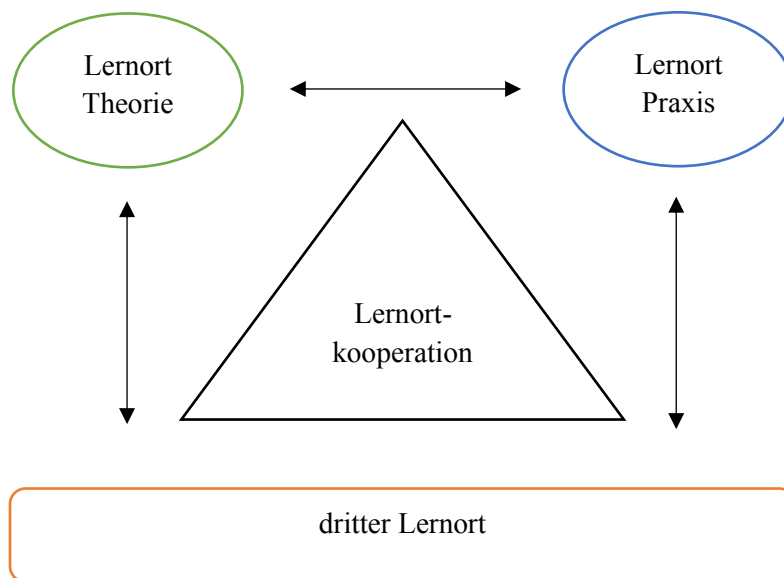 Lernort
Theorie
Lernort
Praxis
Lernort-
kooperation
dritter Lernort